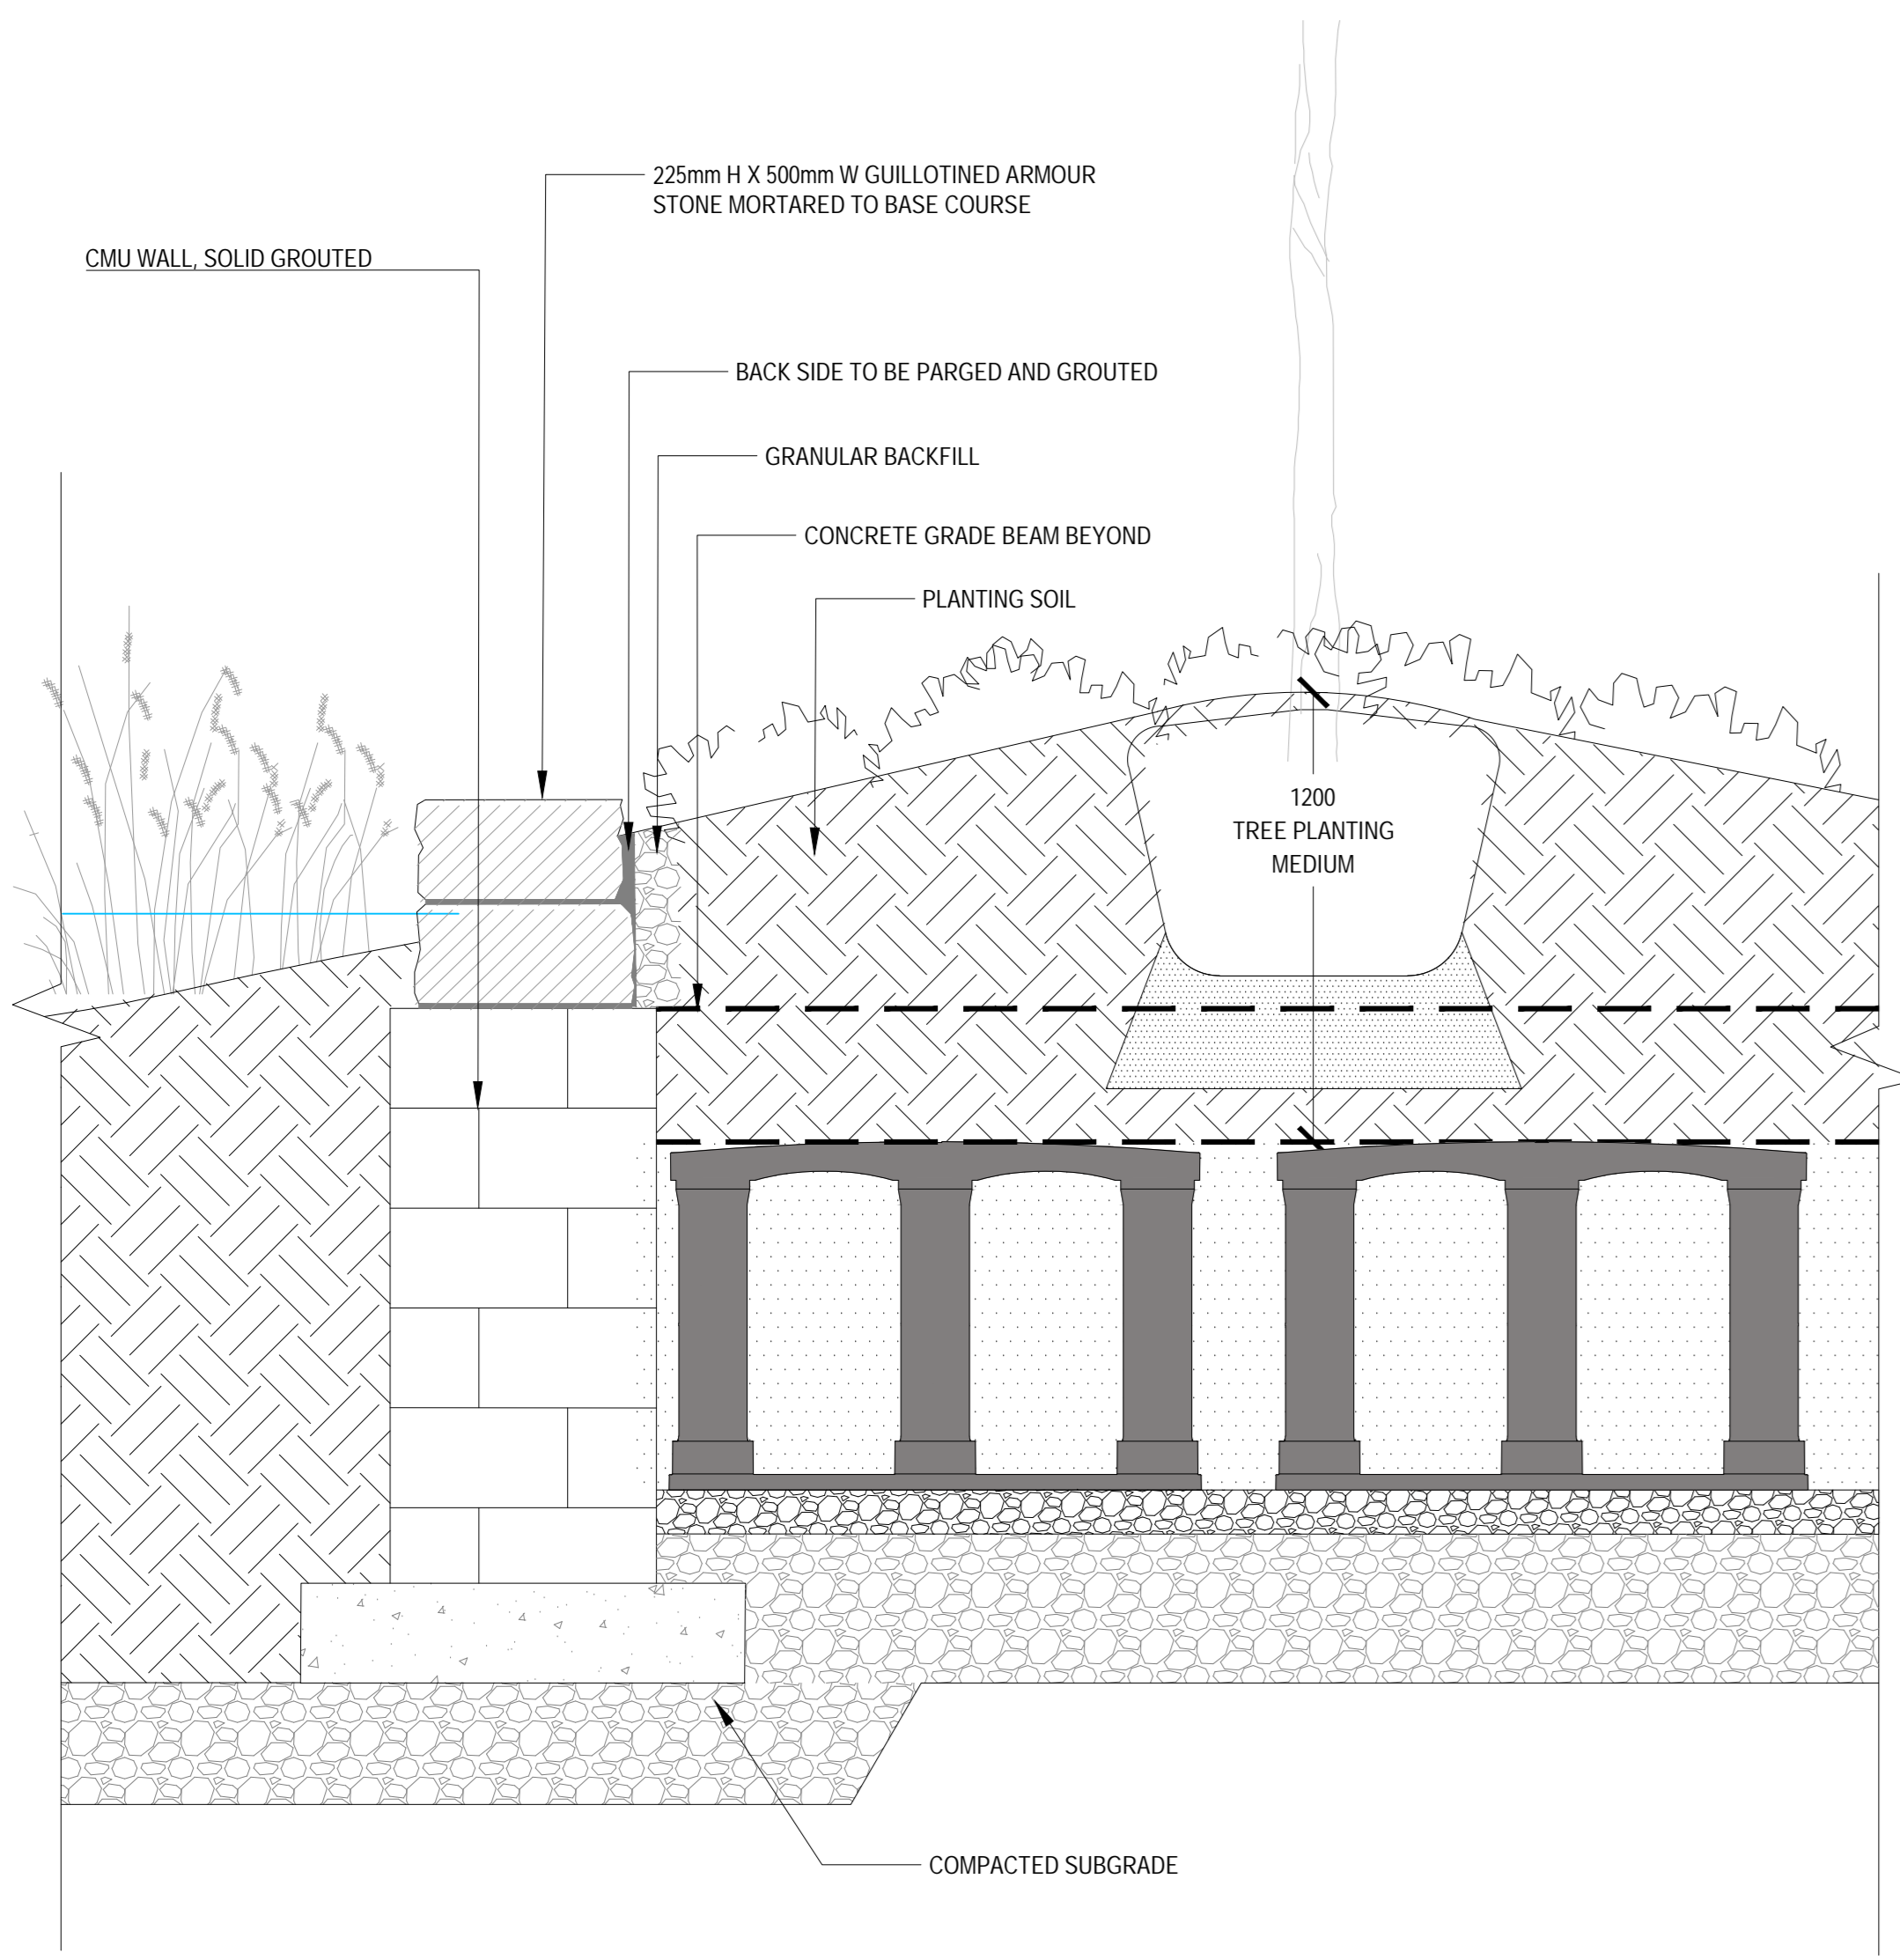 225mm H X 500mm W GUILLOTINED ARMOUR
STONE MORTARED TO BASE COURSE
CMU WALL, SOLID GROUTED
BACK SIDE TO BE PARGED AND GROUTED
GRANULAR BACKFILL
CONCRETE GRADE BEAM BEYOND
PLANTING SOIL
1200
TREE PLANTING
MEDIUM
COMPACTED SUBGRADE